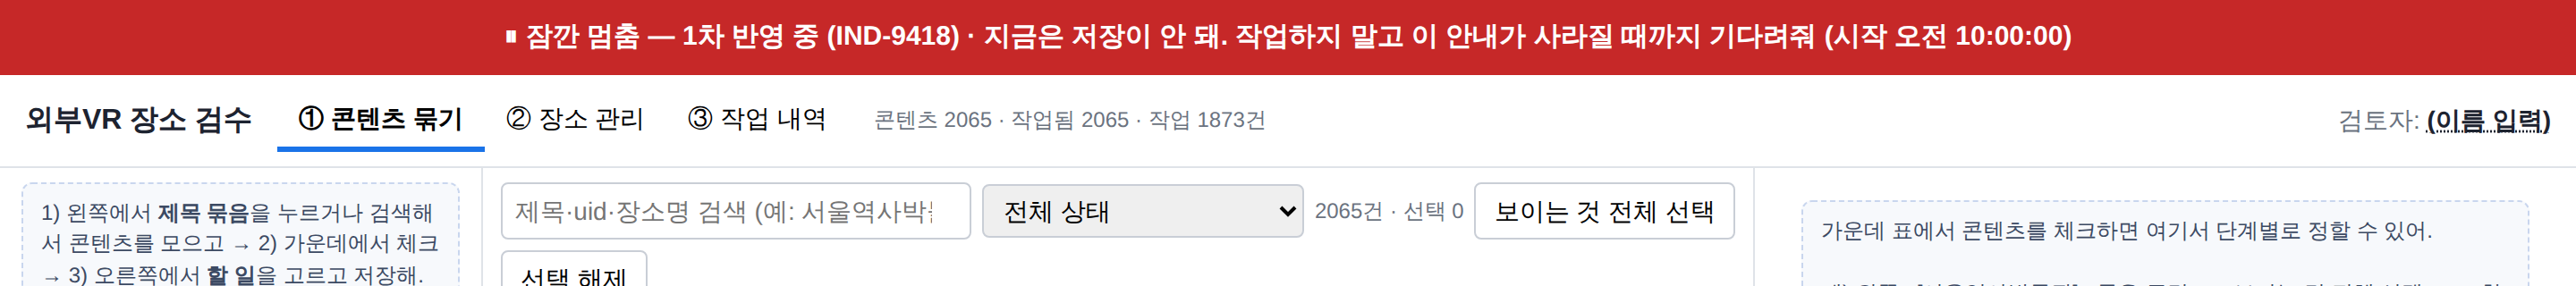 ⏸ 잠깐 멈춤 — 1차 반영 중 (IND-9418) · 지금은 저장이 안 돼. 작업하지 말고 이 안내가 사라질 때까지 기다려줘 (시작 오전 10:00:00)
외부VR 장소 검수 ① 콘텐츠 묶기 ② 장소 관리 ③ 작업 내역 콘텐츠 2065 · 작업됨 2065 · 작업 1873건 검토자: (이름 입력)
1) 왼쪽에서 제목 묶음을 누르거나 검색해
서 콘텐츠를 모으고 → 2) 가운데에서 체크
→ 3) 오른쪽에서 할 일을 고르고 저장해.
제목·uid·장소명 검색 (예: 서울역사박 전체 상태 2065건 · 선택 0 보이는 것 전체 선택
선택 해제
가운데 표에서 콘텐츠를 체크하면 여기서 단계별로 정할 수 있어.